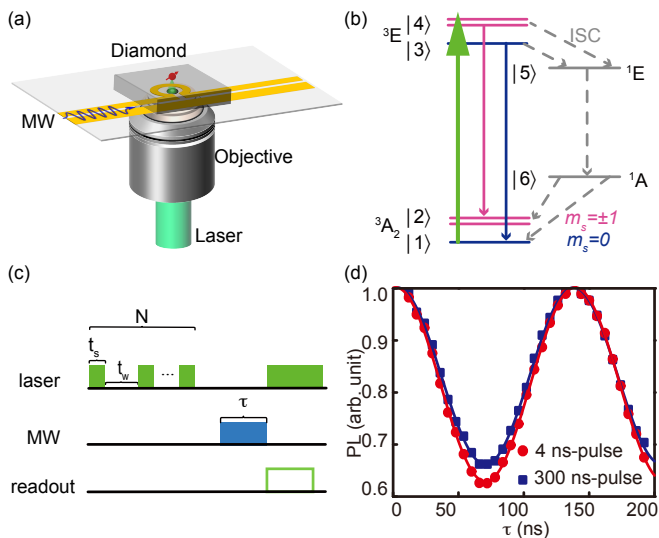 (a)
Diamond
MW
Objective
Laser
(b)
³E |4⟩
|3⟩
ISC
|5⟩ ¹E
|6⟩ ¹A
³A₂ |2⟩
|1⟩
mₛ=±1
mₛ=0
(c)
N
tₛ
t_w
...
laser
τ
MW
readout
(d)
PL (arb. unit)
1.0
0.9
0.8
0.7
0.6
4 ns-pulse
300 ns-pulse
0 50 100 150 200
τ (ns)